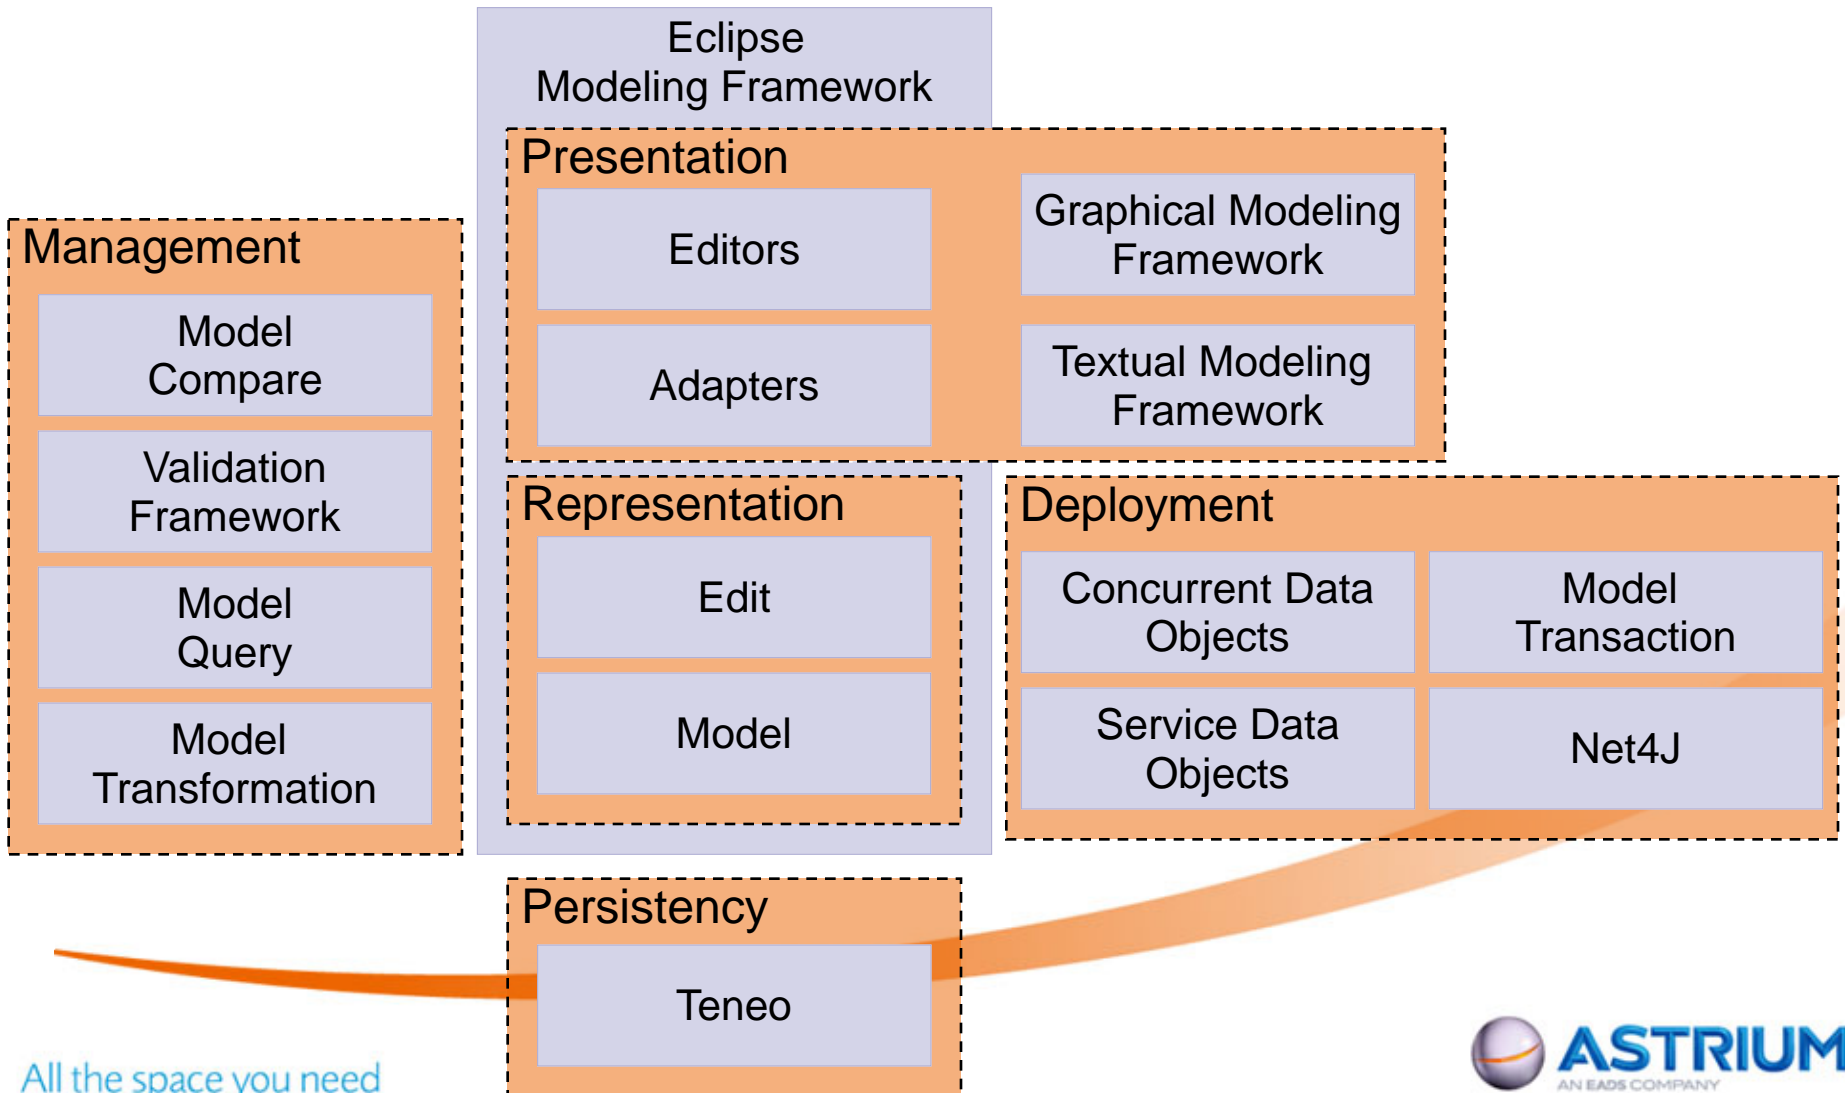 Eclipse
Modeling Framework
Presentation
Editors
Graphical Modeling
Framework
Adapters
Textual Modeling
Framework
Management
Model
Compare
Validation
Framework
Model
Query
Model
Transformation
Representation
Edit
Model
Deployment
Concurrent Data
Objects
Model
Transaction
Service Data
Objects
Net4J
Persistency
Teneo
All the space you need
ASTRIUM
AN EADS COMPANY